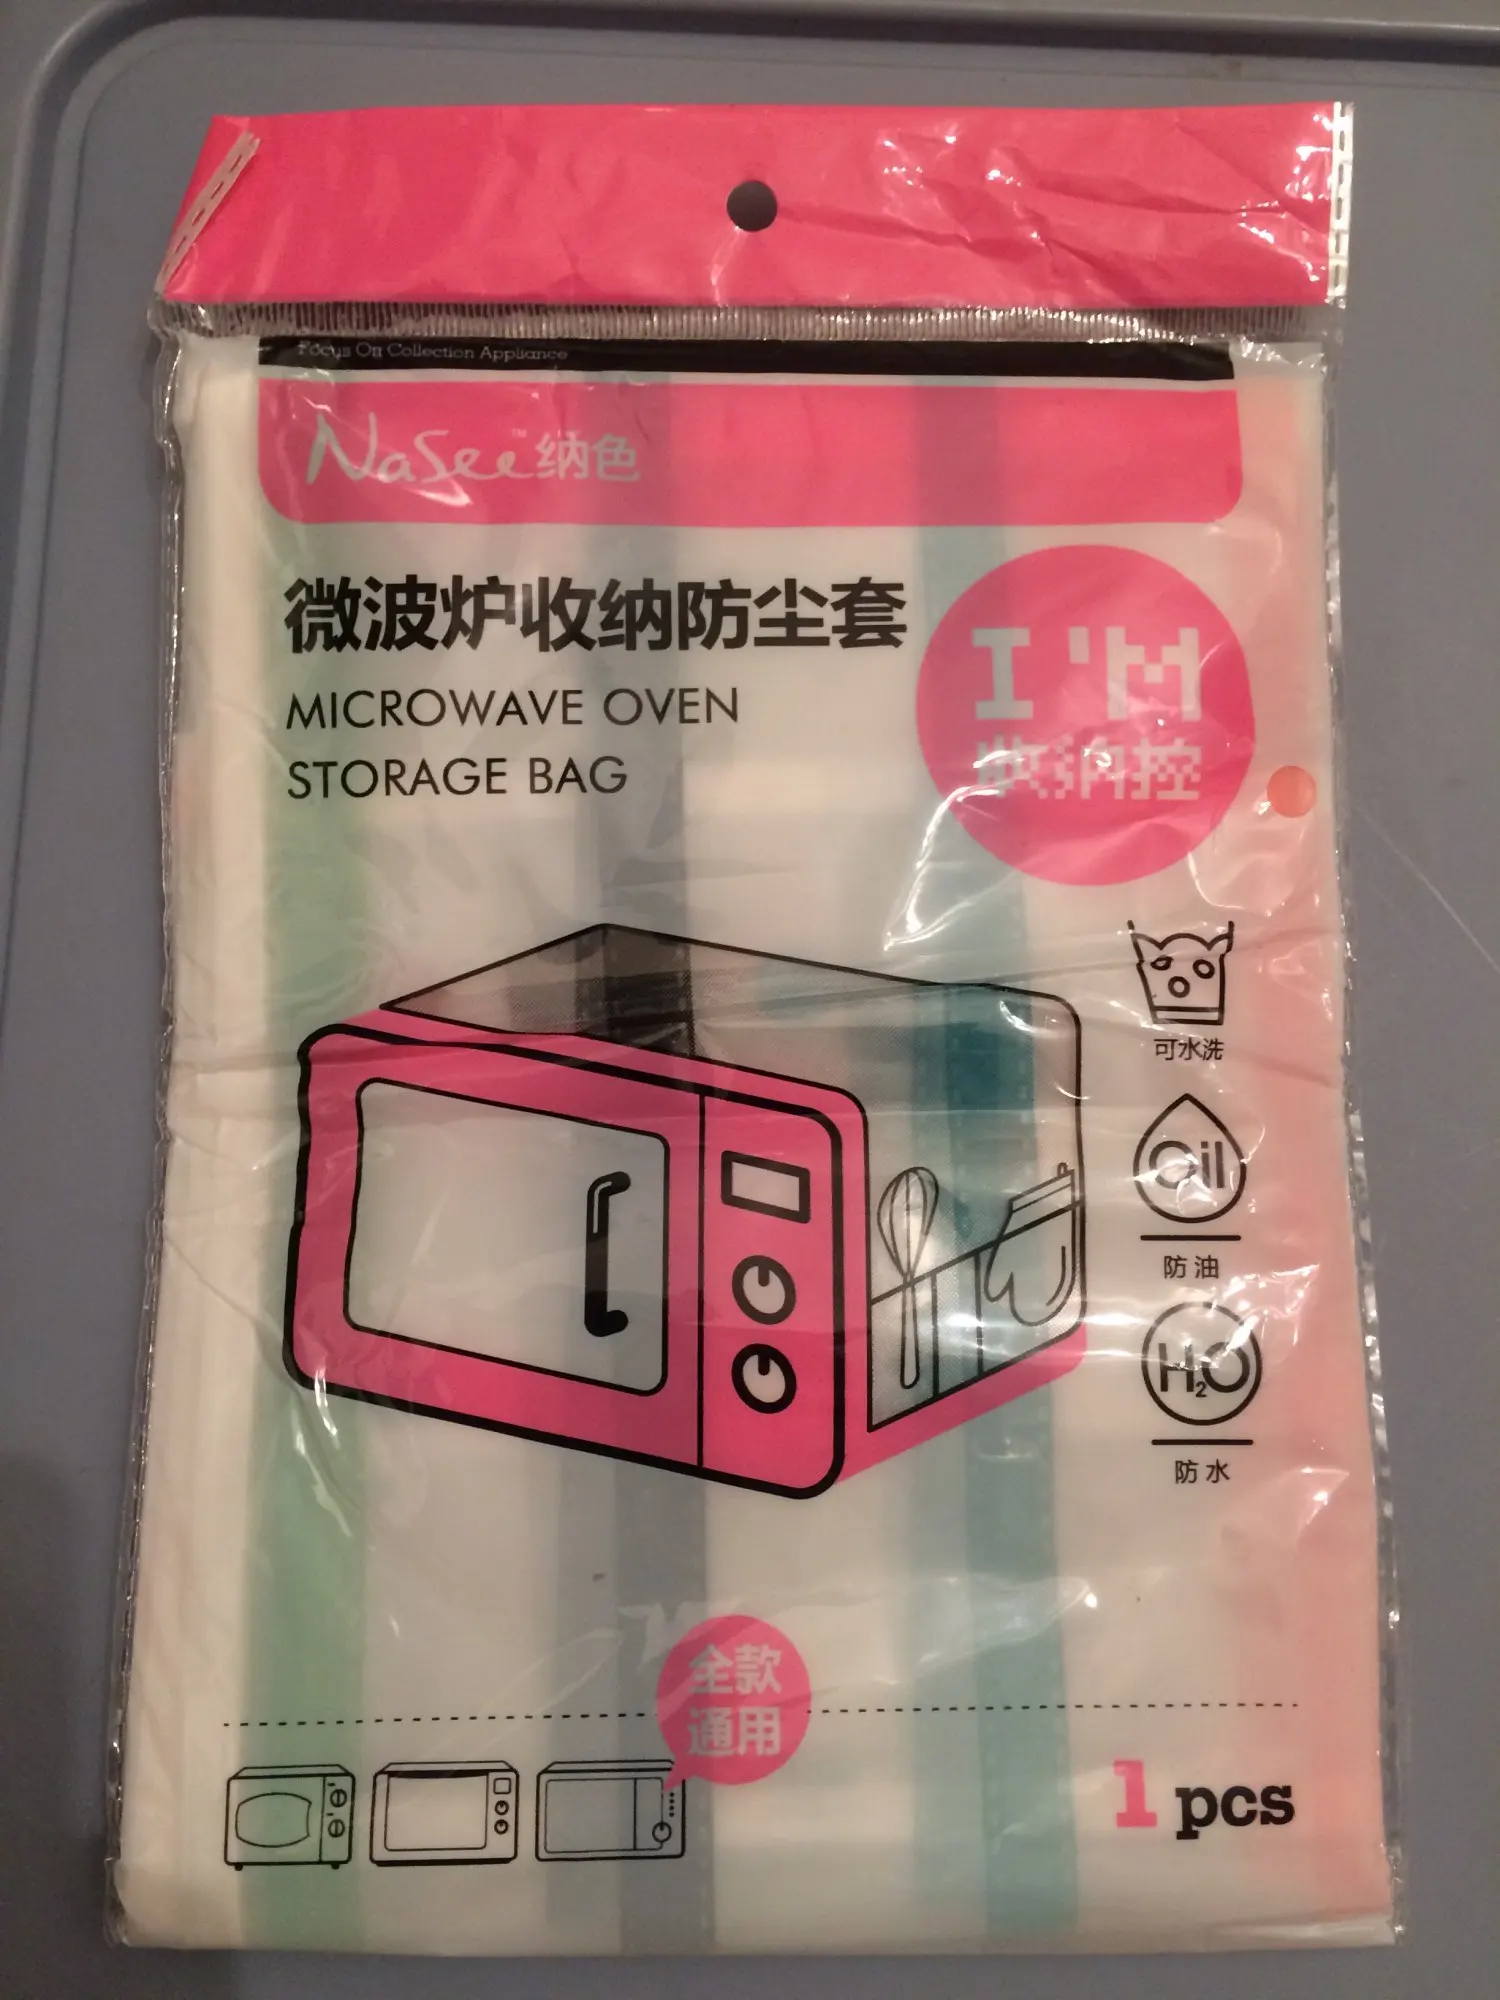 Focus On Collection Appliance
NaSee™纳色
微波炉收纳防尘套
MICROWAVE OVEN
STORAGE BAG
I'M
收纳控
可水洗
Oil
防油
H₂O
防水
全款
通用
1 pcs